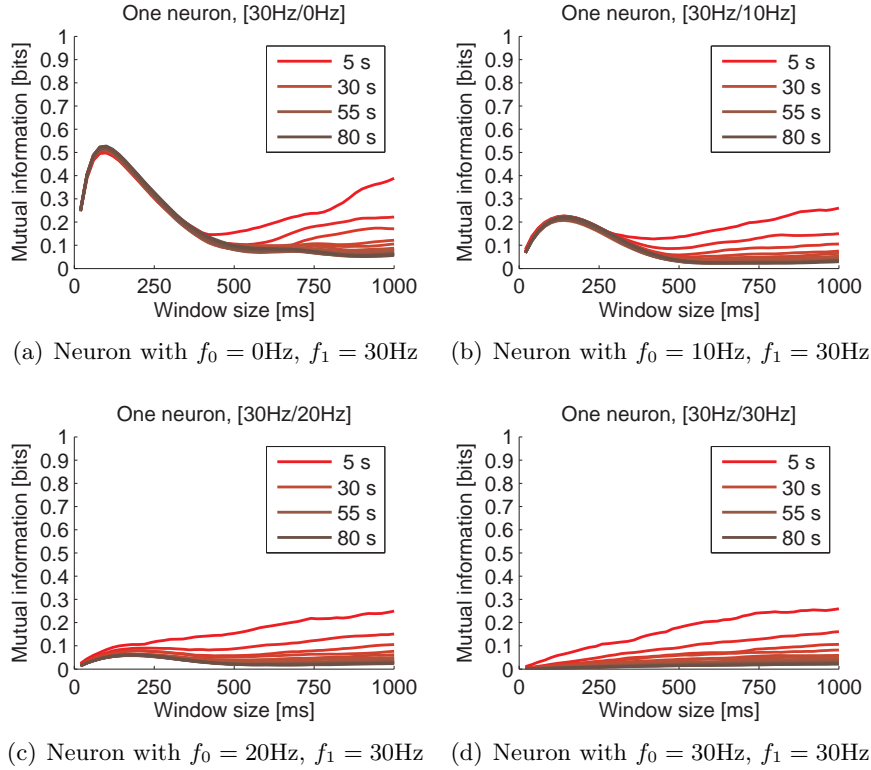 One neuron, [30Hz/0Hz]
Mutual information [bits]
1
0.9
0.8
0.7
0.6
0.5
0.4
0.3
0.2
0.1
0
5 s
30 s
55 s
80 s
0 250 500 750 1000
Window size [ms]
(a) Neuron with f₀ = 0Hz, f₁ = 30Hz
One neuron, [30Hz/10Hz]
Mutual information [bits]
1
0.9
0.8
0.7
0.6
0.5
0.4
0.3
0.2
0.1
0
5 s
30 s
55 s
80 s
0 250 500 750 1000
Window size [ms]
(b) Neuron with f₀ = 10Hz, f₁ = 30Hz
One neuron, [30Hz/20Hz]
Mutual information [bits]
1
0.9
0.8
0.7
0.6
0.5
0.4
0.3
0.2
0.1
0
5 s
30 s
55 s
80 s
0 250 500 750 1000
Window size [ms]
(c) Neuron with f₀ = 20Hz, f₁ = 30Hz
One neuron, [30Hz/30Hz]
Mutual information [bits]
1
0.9
0.8
0.7
0.6
0.5
0.4
0.3
0.2
0.1
0
5 s
30 s
55 s
80 s
0 250 500 750 1000
Window size [ms]
(d) Neuron with f₀ = 30Hz, f₁ = 30Hz